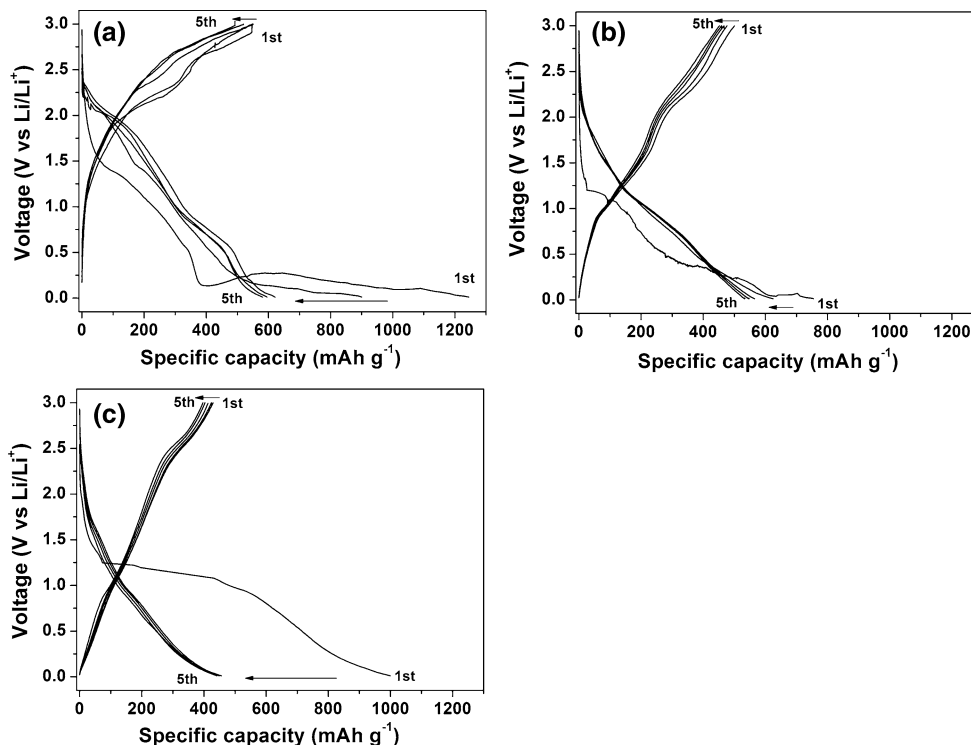 (a)
5th
1st
3.0
2.5
2.0
1.5
1.0
0.5
0.0
1st
5th
0 200 400 600 800 1000 1200
Voltage (V vs Li/Li+)
Specific capacity (mAh g-1)
(b)
5th
1st
3.0
2.5
2.0
1.5
1.0
0.5
0.0
5th
1st
0 200 400 600 800 1000 1200
Voltage (V vs Li/Li+)
Specific capacity (mAh g-1)
(c)
5th
1st
3.0
2.5
2.0
1.5
1.0
0.5
0.0
5th
1st
0 200 400 600 800 1000 1200
Voltage (V vs Li/Li+)
Specific capacity (mAh g-1)